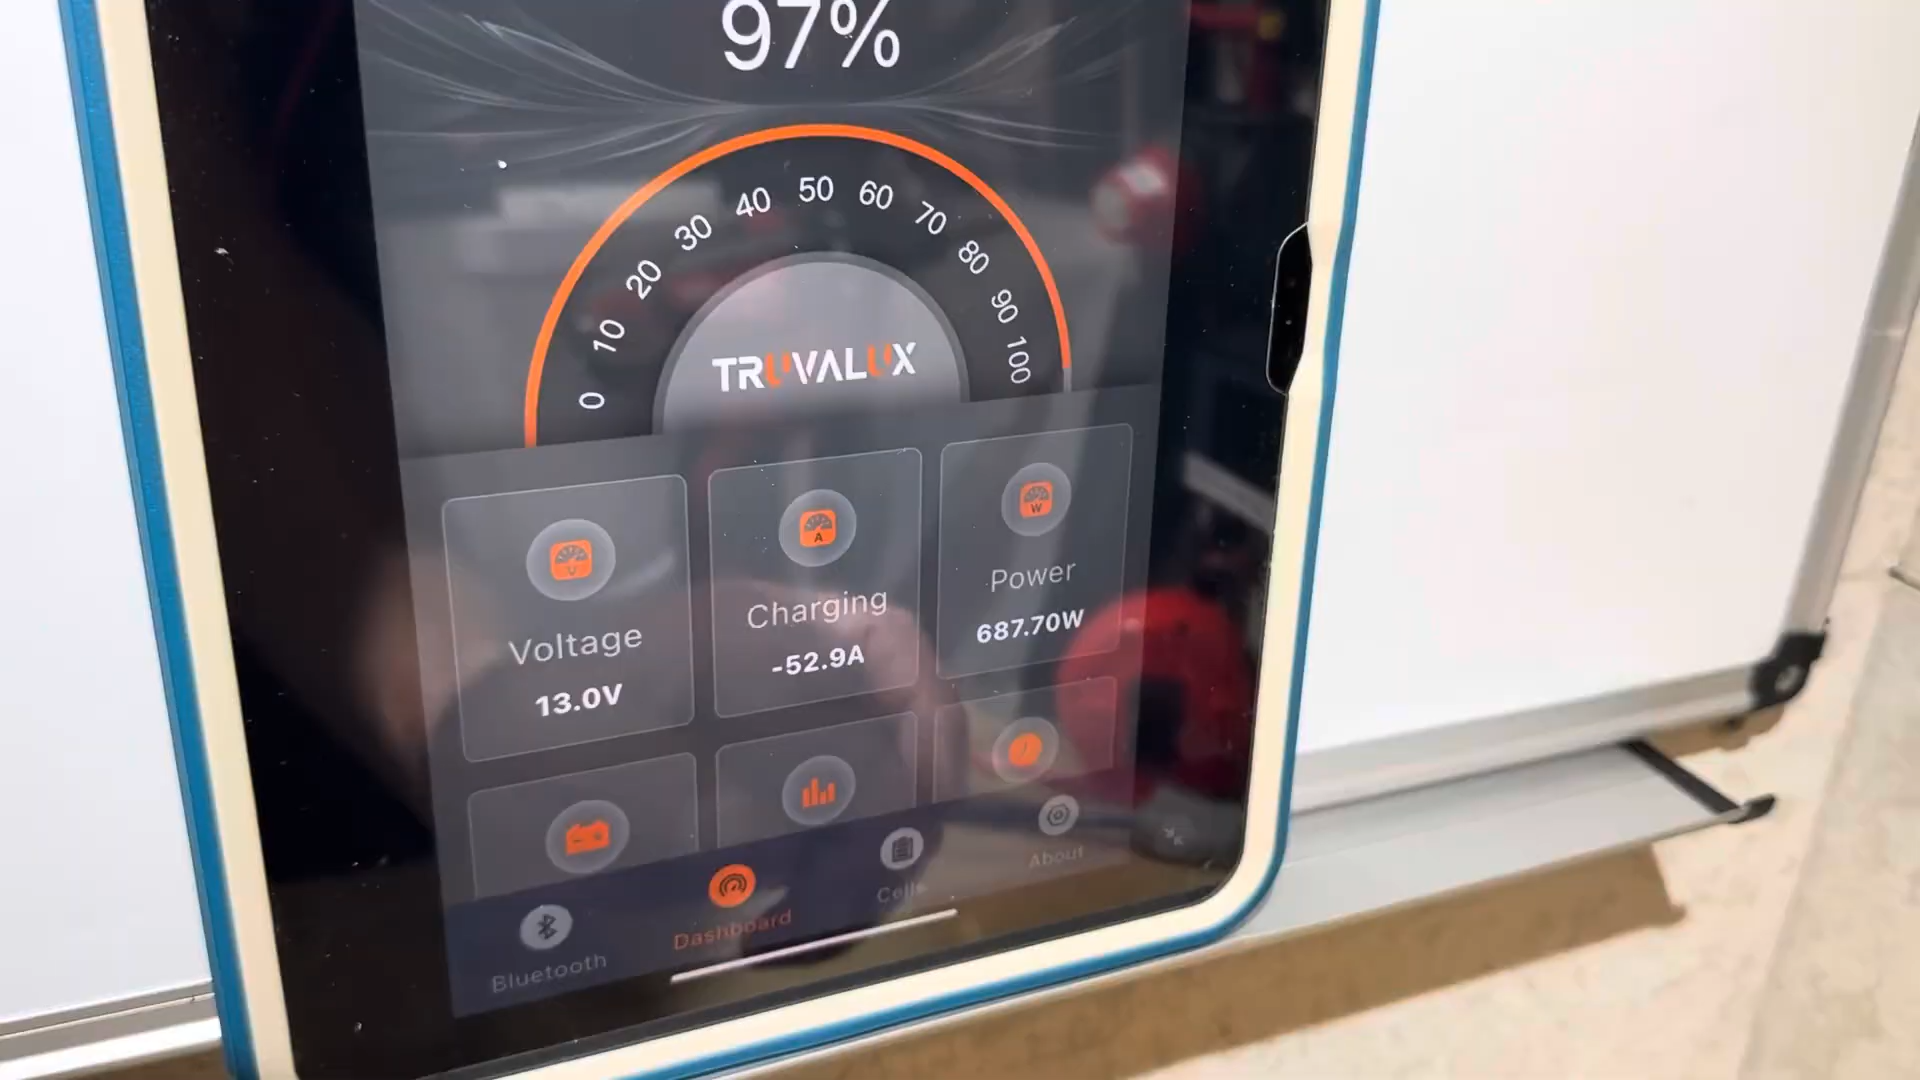 97%
0 10 20 30 40 50 60 70 80 90 100
TRUVALUX
Voltage
13.0V
Charging
-52.9A
Power
687.70W
Bluetooth
Dashboard
Cells
About